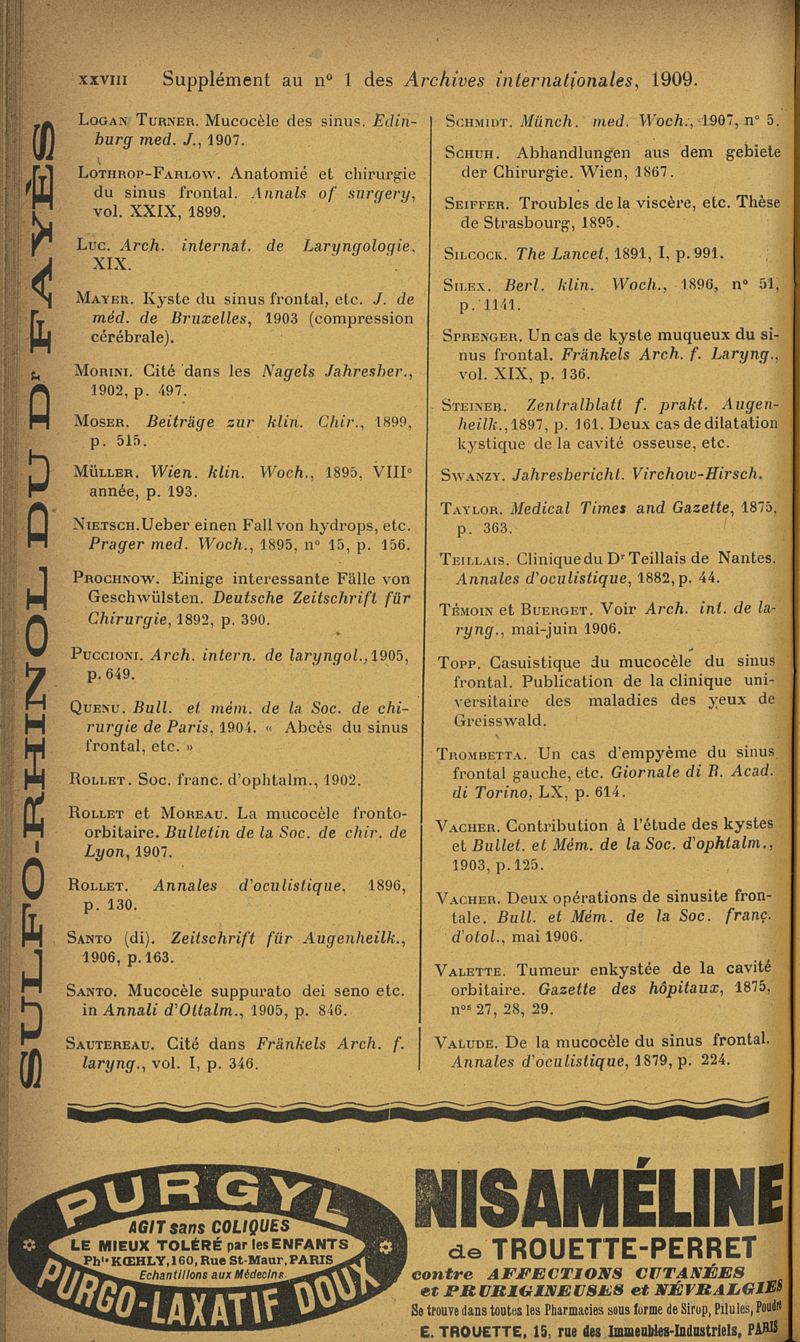 xxviii Supplément au n° 1 des Archives internationales, 1909.
SULFO-RHINOL DU Dr FAYÈS
Logan Turner. Mucocèle des sinus. Edin-
burg med. J., 1907.
Lothrop-Farlow. Anatomié et chirurgie
du sinus frontal. Annals of surgery,
vol. XXIX, 1899.
Luc. Arch. internat. de Laryngologie,
XIX.
Mayer. Kyste du sinus frontal, etc. J. de
méd. de Bruxelles, 1903 (compression
cérébrale).
Morini. Cité dans les Nagels Jahresber.,
1902, p. 497.
Moser. Beiträge zur klin. Chir., 1899,
p. 515.
Müller. Wien. klin. Woch., 1895, VIIIe
année, p. 193.
Nietsch. Ueber einen Fall von hydrops, etc.
Prager med. Woch., 1895, n° 15, p. 156.
Prochnow. Einige interessante Fälle von
Geschwülsten. Deutsche Zeitschrift für
Chirurgie, 1892, p. 390.
Puccioni. Arch. intern. de laryngol., 1905,
p. 649.
Quenu. Bull. et mém. de la Soc. de chi-
rurgie de Paris, 1904. « Abcès du sinus
frontal, etc. »
Rollet. Soc. franc. d'ophtalm., 1902.
Rollet et Moreau. La mucocèle fronto-
orbitaire. Bulletin de la Soc. de chir. de
Lyon, 1907.
Rollet. Annales d'oculistique, 1896,
p. 130.
Santo (di). Zeitschrift für Augenheilk.,
1906, p. 163.
Santo. Mucocèle suppurato dei seno etc.
in Annali d'Ottalm., 1905, p. 846.
Sautereau. Cité dans Fränkels Arch. f.
laryng., vol. I, p. 346.
Schmidt. Münch. med. Woch., 1907, n° 5.
Schuh. Abhandlungen aus dem gebiete
der Chirurgie. Wien, 1867.
Seiffer. Troubles de la viscère, etc. Thèse
de Strasbourg, 1895.
Silcock. The Lancet, 1891, I, p. 991.
Silex. Berl. klin. Woch., 1896, n° 51,
p. 1141.
Sprenger. Un cas de kyste muqueux du si-
nus frontal. Fränkels Arch. f. Laryng.,
vol. XIX, p. 136.
Steiner. Zentralblatt f. prakt. Augen-
heilk., 1897, p. 161. Deux cas de dilatation
kystique de la cavité osseuse, etc.
Swanzy. Jahresbericht. Virchow-Hirsch.
Taylor. Medical Times and Gazette, 1875,
p. 363.
Teillais. Clinique du Dr Teillais de Nantes.
Annales d'oculistique, 1882, p. 44.
Témoin et Buerget. Voir Arch. int. de la-
ryng., mai-juin 1906.
Topp. Casuistique du mucocèle du sinus
frontal. Publication de la clinique uni-
versitaire des maladies des yeux de
Greisswald.
Trombetta. Un cas d'empyème du sinus
frontal gauche, etc. Giornale di R. Acad.
di Torino, LX, p. 614.
Vacher. Contribution à l'étude des kystes
et Bullet. et Mém. de la Soc. d'ophtalm.,
1903, p. 125.
Vacher. Deux opérations de sinusite fron-
tale. Bull. et Mém. de la Soc. franç.
d'otol., mai 1906.
Valette. Tumeur enkystée de la cavité
orbitaire. Gazette des hôpitaux, 1875,
nos 27, 28, 29.
Valude. De la mucocèle du sinus frontal.
Annales d'oculistique, 1879, p. 224.
PURGYL
AGIT sans COLIQUES
LE MIEUX TOLÉRÉ par les ENFANTS
Phie KŒHLY, 160, Rue St-Maur, PARIS
Echantillons aux Médecins.
PURGO-LAXATIF DOUX
NISAMÉLINE
de TROUETTE-PERRET
contre AFFECTIONS CUTANÉES
et PRURIGINEUSES et NÉVRALGIES
Se trouve dans toutes les Pharmacies sous forme de Sirop, Pilules, Poudre
E. TROUETTE, 15, rue des Immeubles-Industriels, PARIS